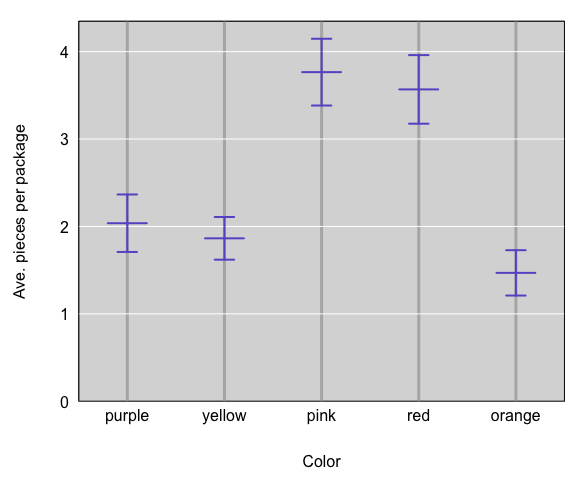 4
3
2
1
0
Ave. pieces per package
purple yellow pink red orange
Color